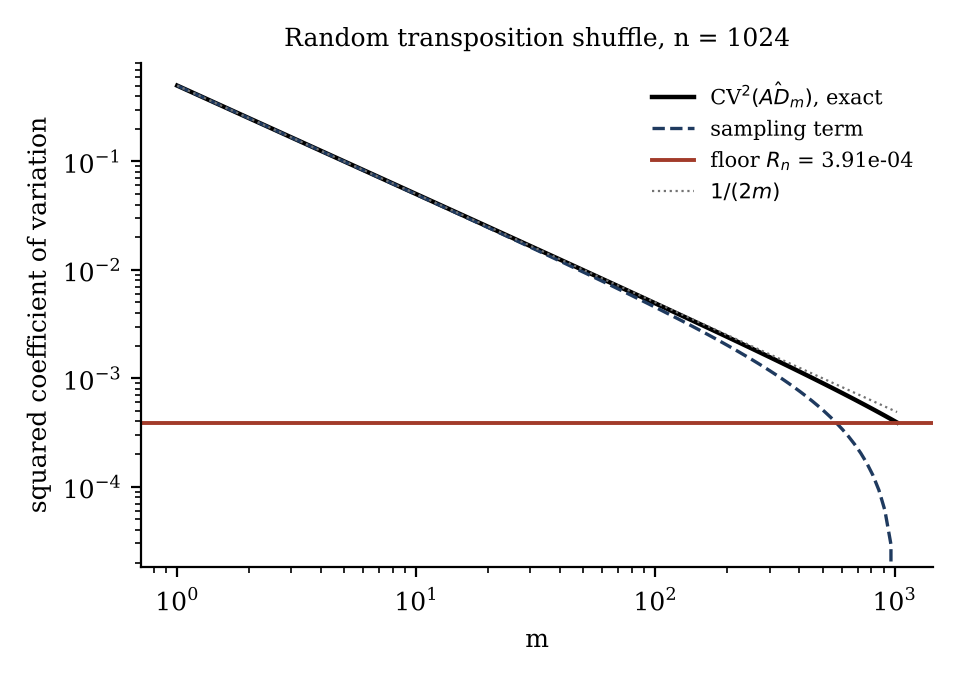 Random transposition shuffle, n = 1024
CV²(AD̂ₘ), exact
sampling term
floor Rₙ = 3.91e-04
1/(2m)
squared coefficient of variation
10⁻¹
10⁻²
10⁻³
10⁻⁴
10⁰ 10¹ 10² 10³
m